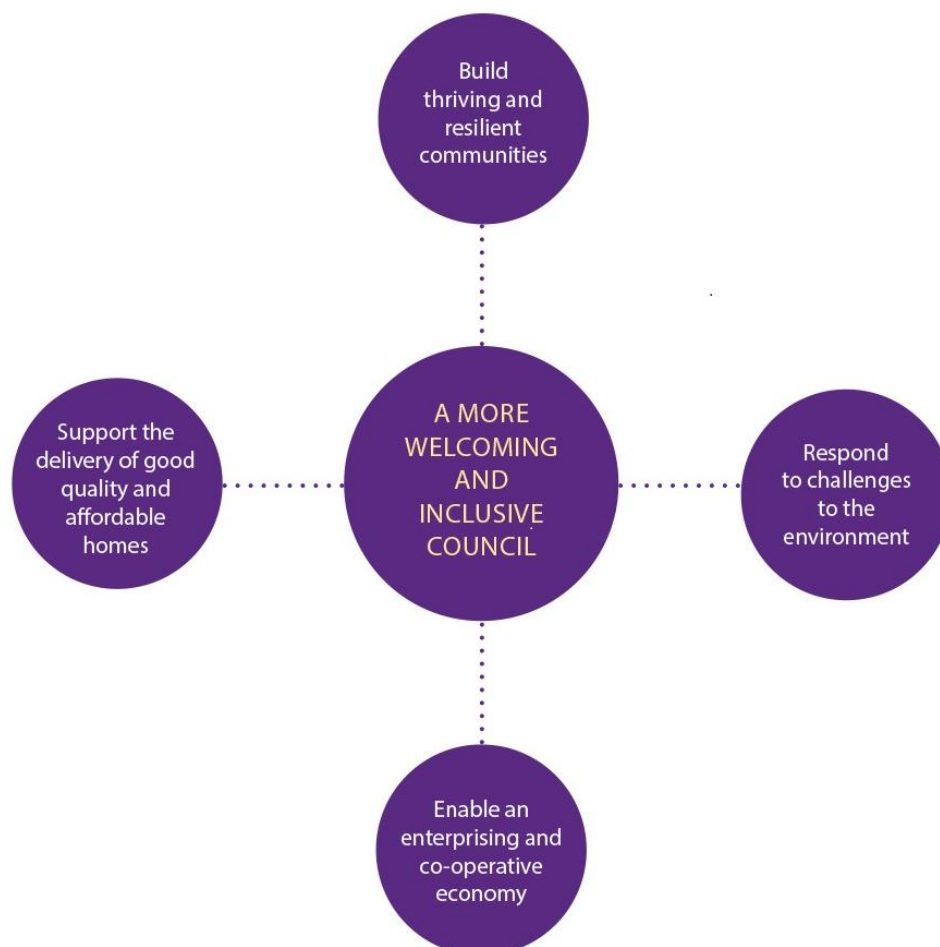 Build
thriving and
resilient
communities
Support the
delivery of good
quality and
affordable
homes
A MORE
WELCOMING
AND
INCLUSIVE
COUNCIL
Respond
to challenges
to the
environment
Enable an
enterprising and
co-operative
economy